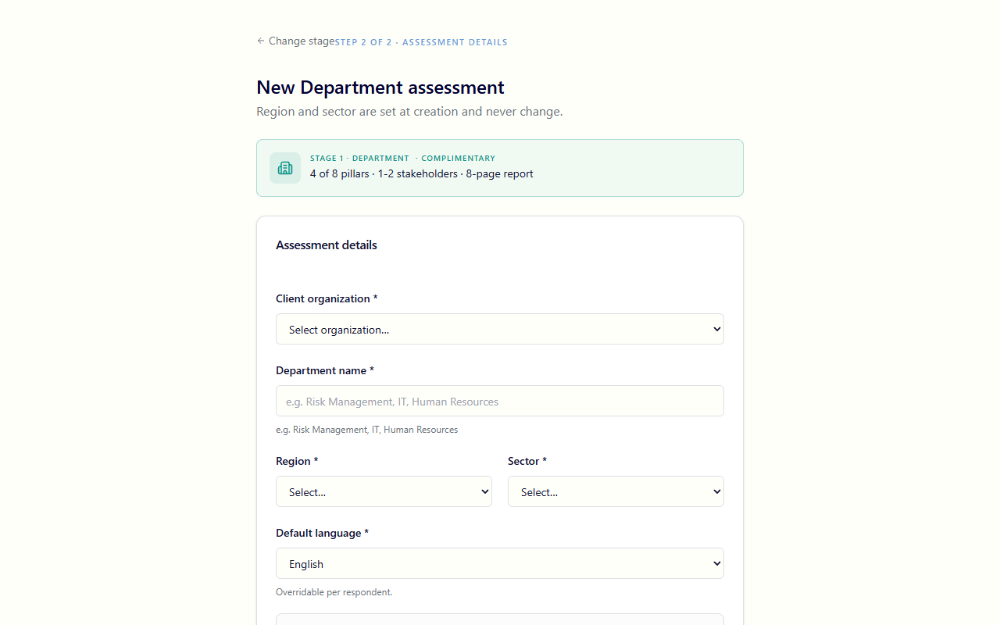 ← Change stage STEP 2 OF 2 · ASSESSMENT DETAILS
New Department assessment
Region and sector are set at creation and never change.
STAGE 1 · DEPARTMENT · COMPLIMENTARY
4 of 8 pillars · 1-2 stakeholders · 8-page report
Assessment details
Client organization *
Select organization...
Department name *
e.g. Risk Management, IT, Human Resources
e.g. Risk Management, IT, Human Resources
Region * Sector *
Select... Select...
Default language *
English
Overridable per respondent.